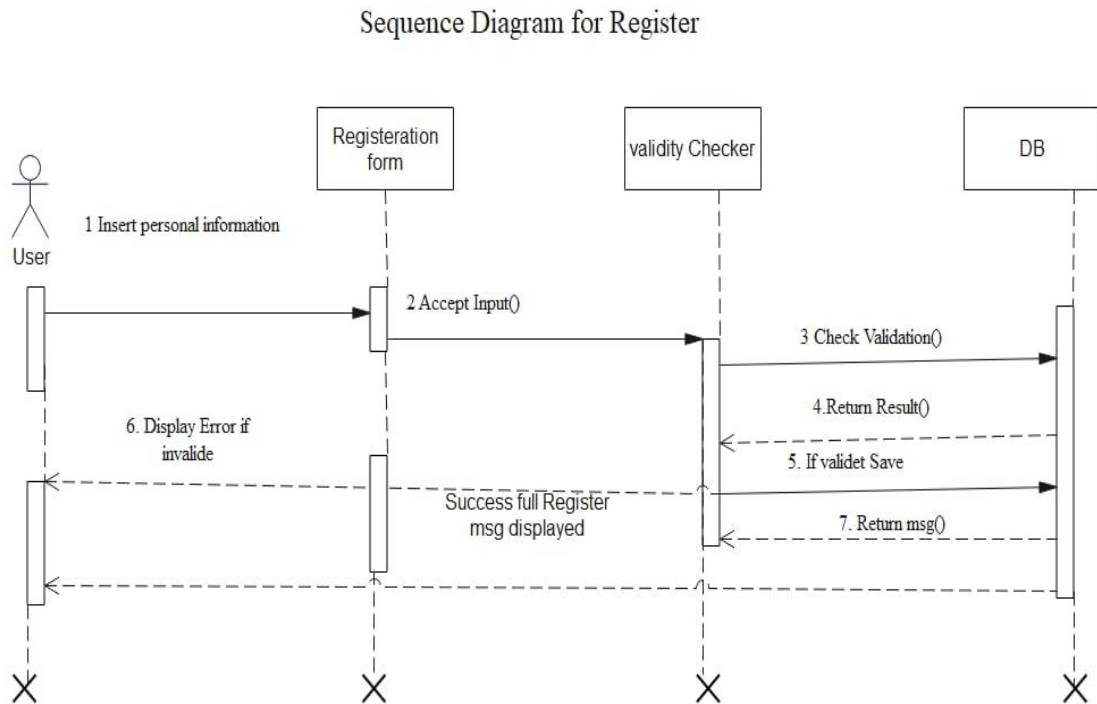 Sequence Diagram for Register
Registeration
form
validity Checker
DB
User
1 Insert personal information
2 Accept Input()
3 Check Validation()
4.Return Result()
6. Display Error if
invalide
5. If validet Save
Success full Register
msg displayed
7. Return msg()